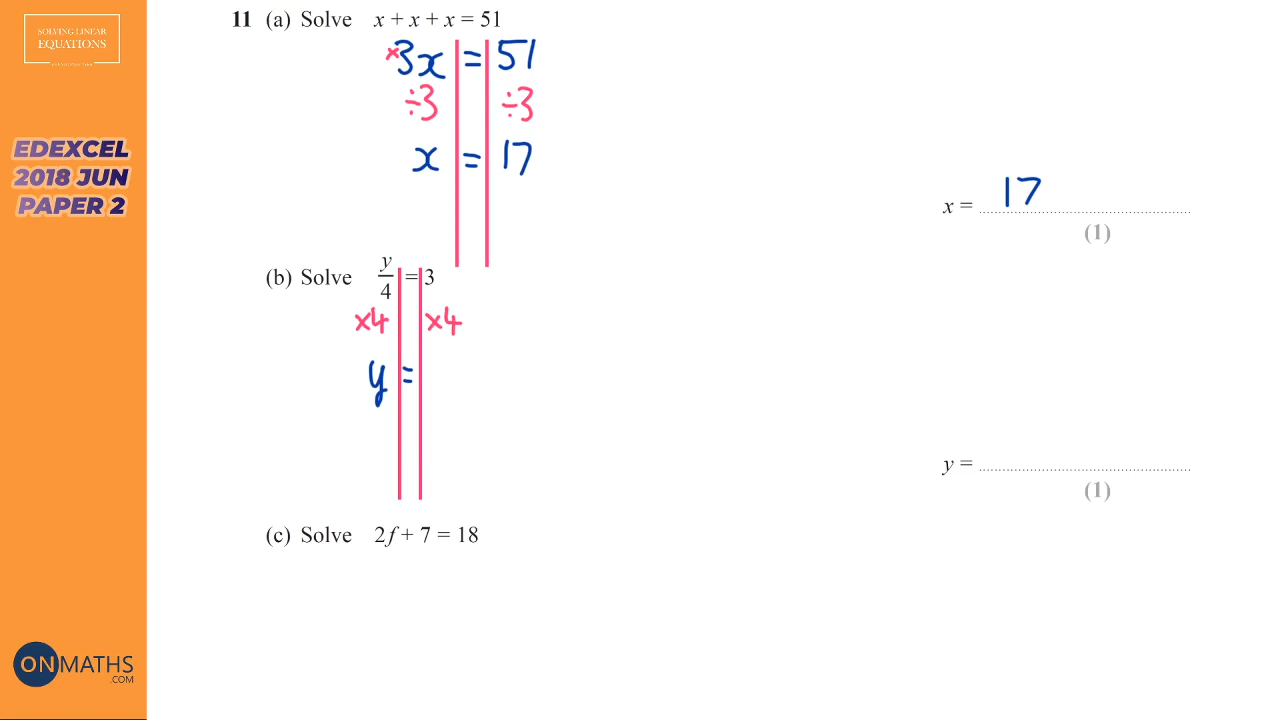 SOLVING LINEAR
EQUATIONS
EDEXCEL
2018 JUN
PAPER 2
11 (a) Solve x + x + x = 51
×3x = 51
÷3 ÷3
x = 17
x = 17
(1)
(b) Solve y/4 = 3
×4 ×4
y =
y =
(1)
(c) Solve 2f + 7 = 18
ONMATHS
.COM